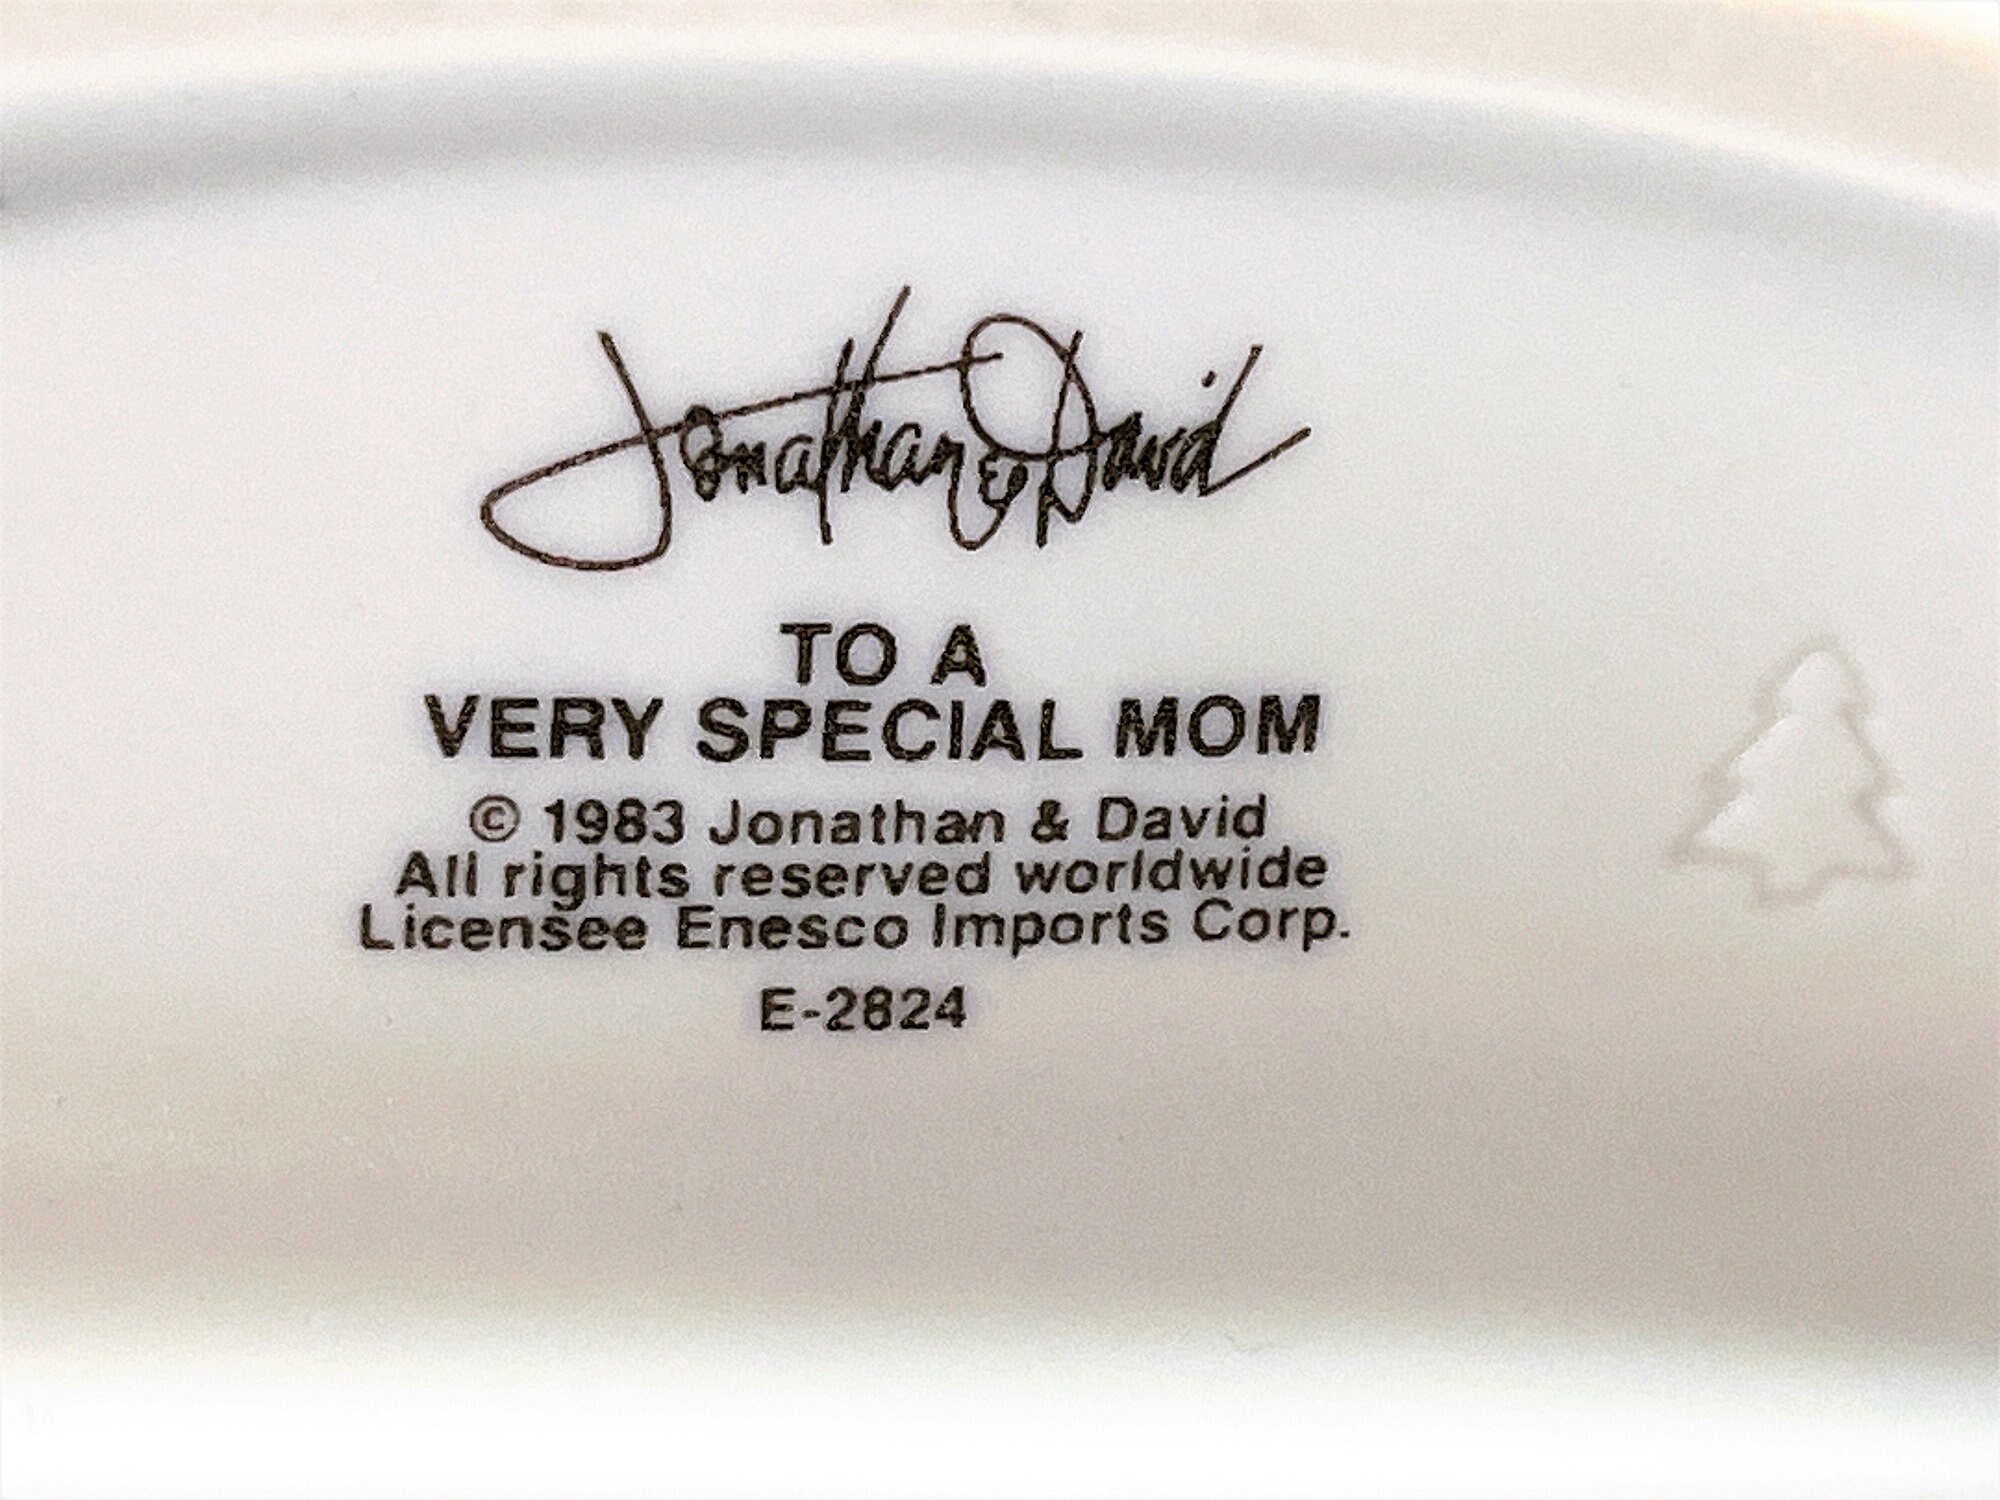 Jonathan & David
TO A
VERY SPECIAL MOM
© 1983 Jonathan & David
All rights reserved worldwide
Licensee Enesco Imports Corp.
E-2824